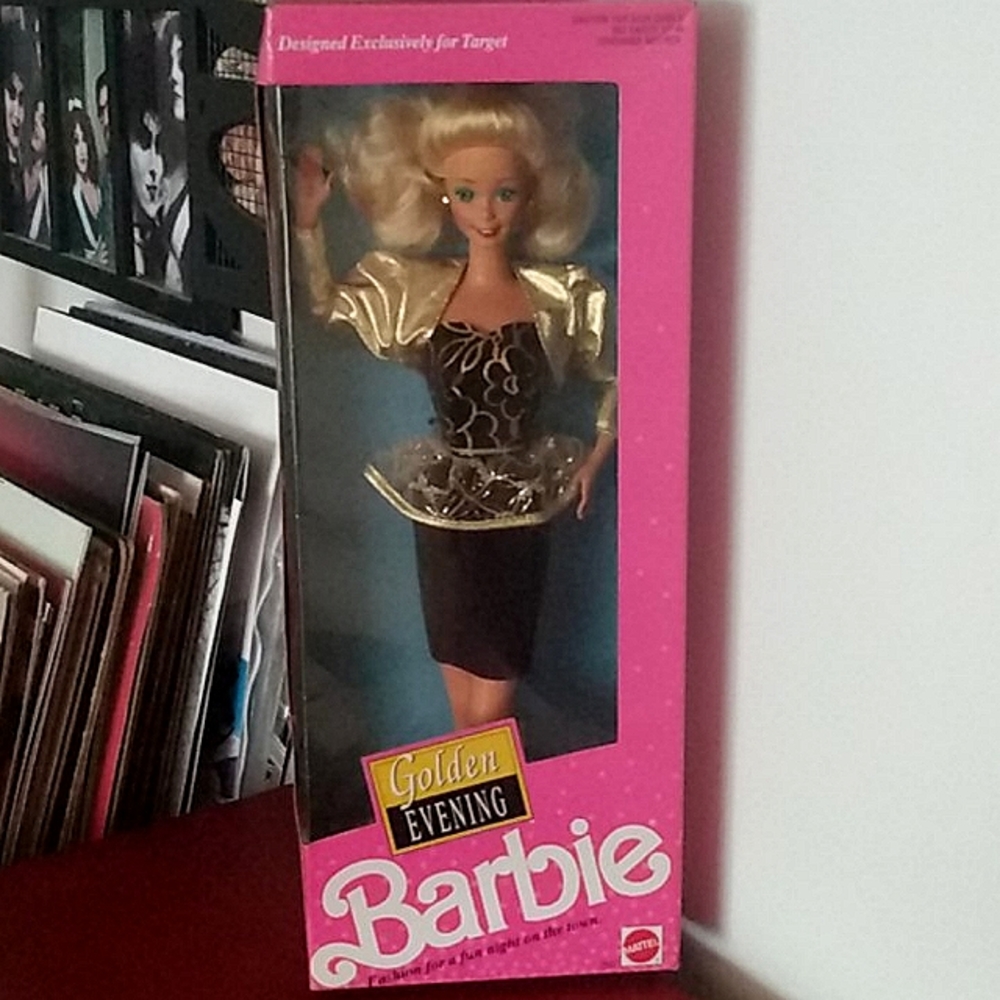 Designed Exclusively for Target
Golden
EVENING
Barbie
Fashion for a fun night on the town.
MATTEL